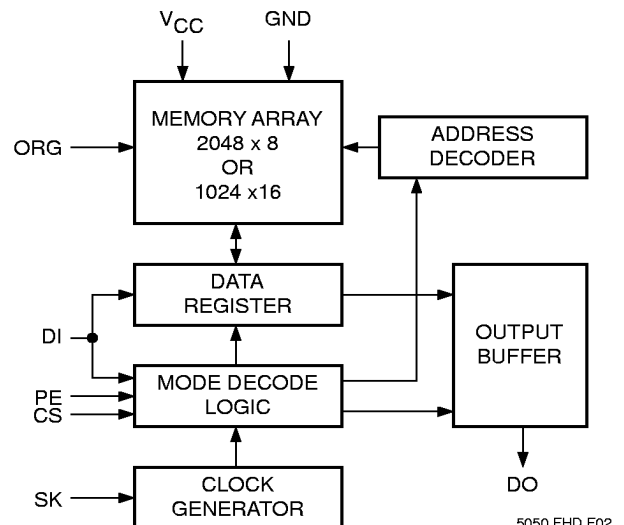 VCC
GND
MEMORY ARRAY
2048 x 8
OR
1024 x16
ORG
ADDRESS
DECODER
DATA
REGISTER
DI
OUTPUT
BUFFER
MODE DECODE
LOGIC
PE
CS
CLOCK
GENERATOR
SK
DO
5050 FHD F02